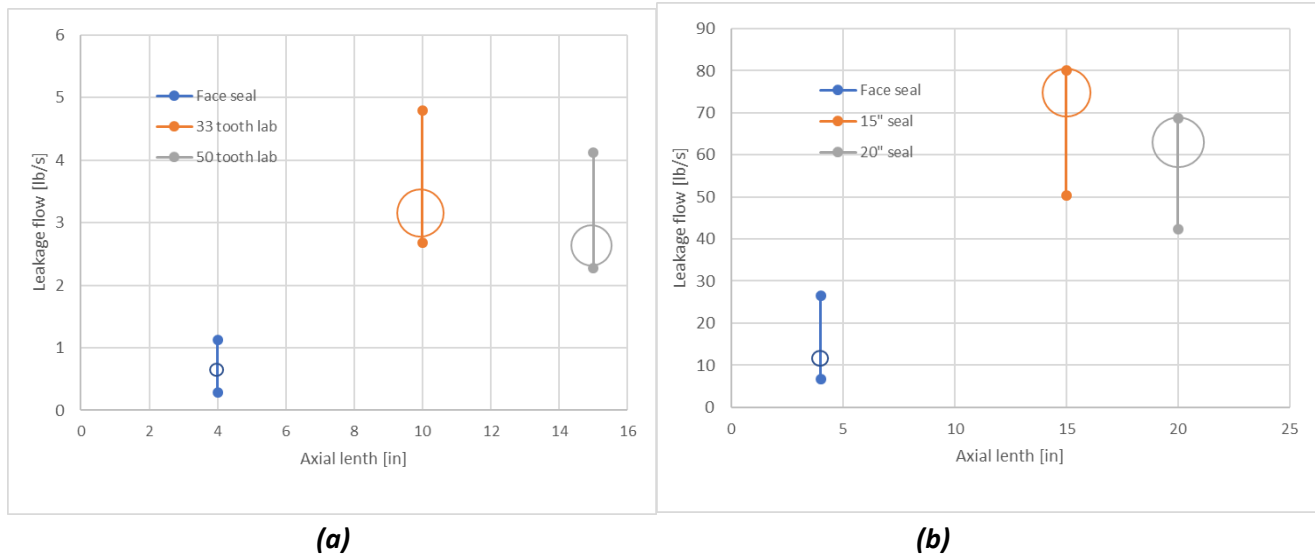 6
5
4
3
2
1
0
Leakage flow [lb/s]
Face seal
33 tooth lab
50 tooth lab
0 2 4 6 8 10 12 14 16
Axial lenth [in]
(a)
90
80
70
60
50
40
30
20
10
0
Leakage flow [lb/s]
Face seal
15" seal
20" seal
0 5 10 15 20 25
Axial lenth [in]
(b)